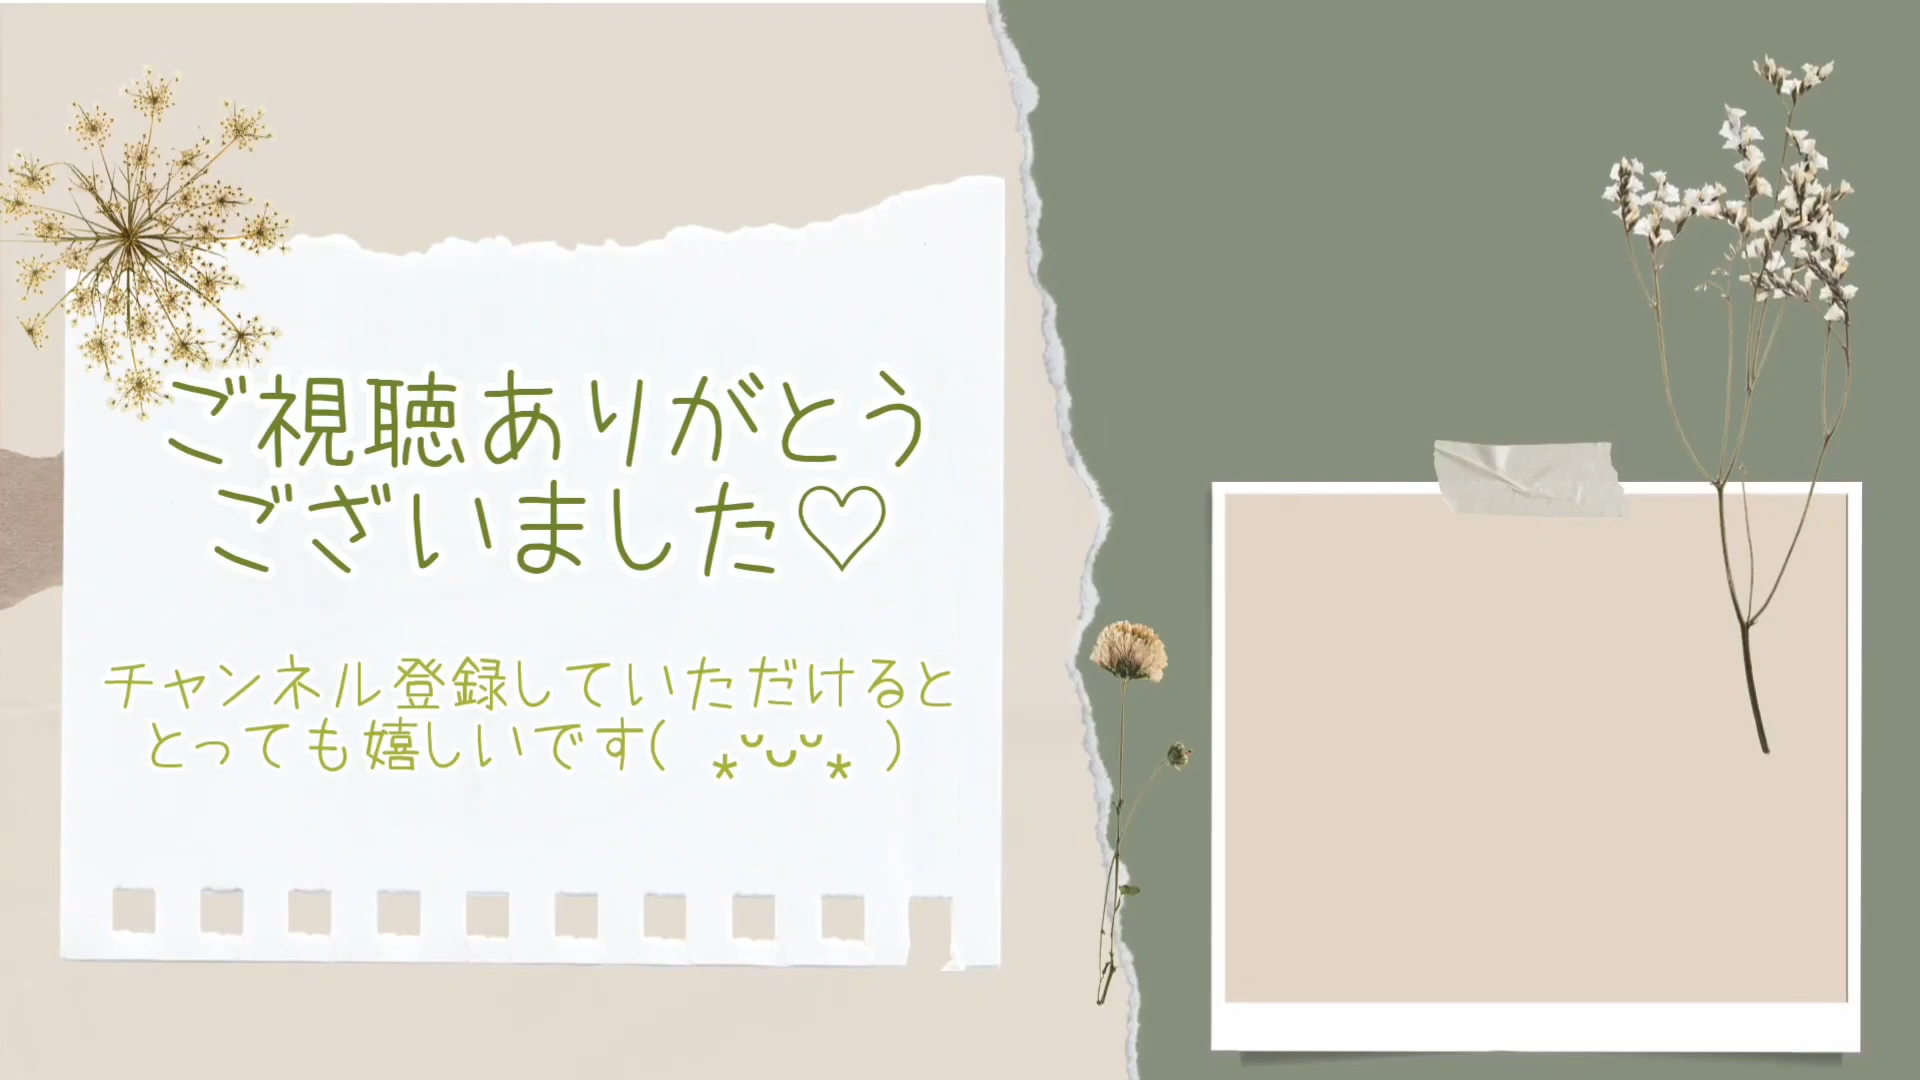 ご視聴ありがとう
ございました♡
チャンネル登録していただけると
とっても嬉しいです( ⁎ᵕᴗᵕ⁎ )